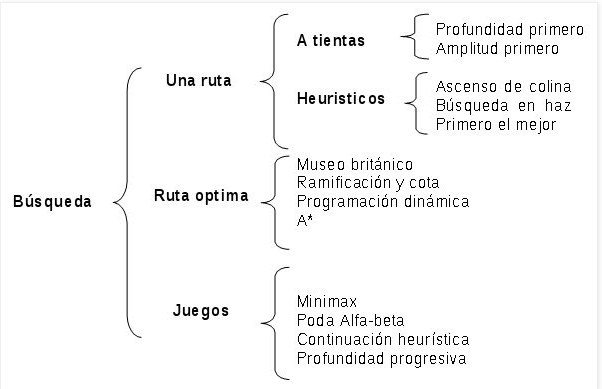 Búsqueda
Una ruta
A tientas
Profundidad primero
Amplitud primero
Heuristicos
Ascenso de colina
Búsqueda en haz
Primero el mejor
Ruta optima
Museo británico
Ramificación y cota
Programación dinámica
A*
Juegos
Minimax
Poda Alfa-beta
Continuación heurística
Profundidad progresiva